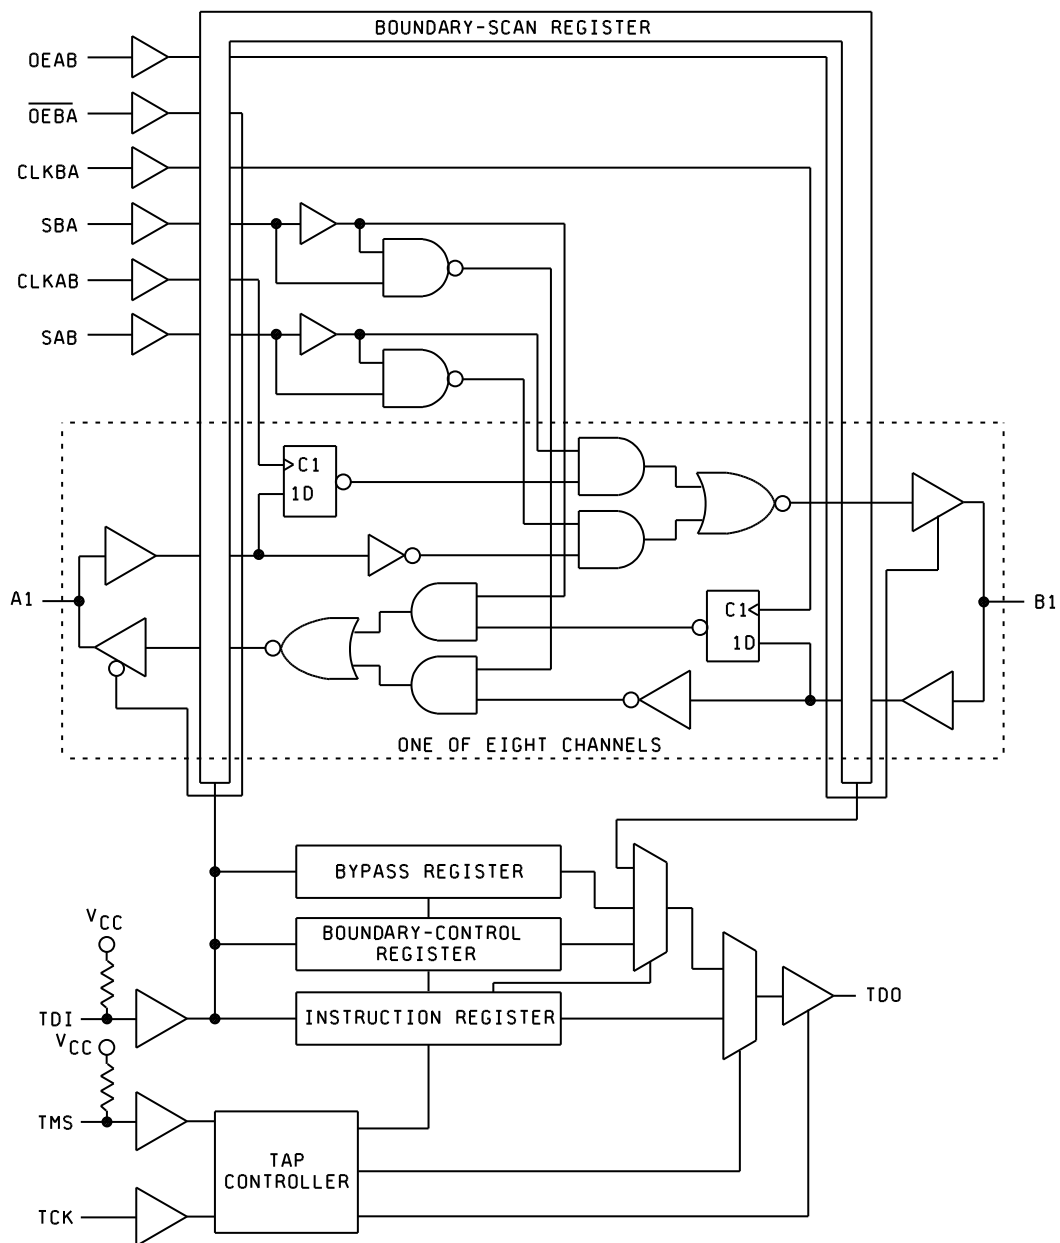 BOUNDARY-SCAN REGISTER
OEAB
OEBA
CLKBA
SBA
CLKAB
SAB
C1
1D
A1
B1
C1
1D
ONE OF EIGHT CHANNELS
BYPASS REGISTER
VCC
BOUNDARY-CONTROL
REGISTER
TDO
TDI
INSTRUCTION REGISTER
VCC
TMS
TAP
CONTROLLER
TCK